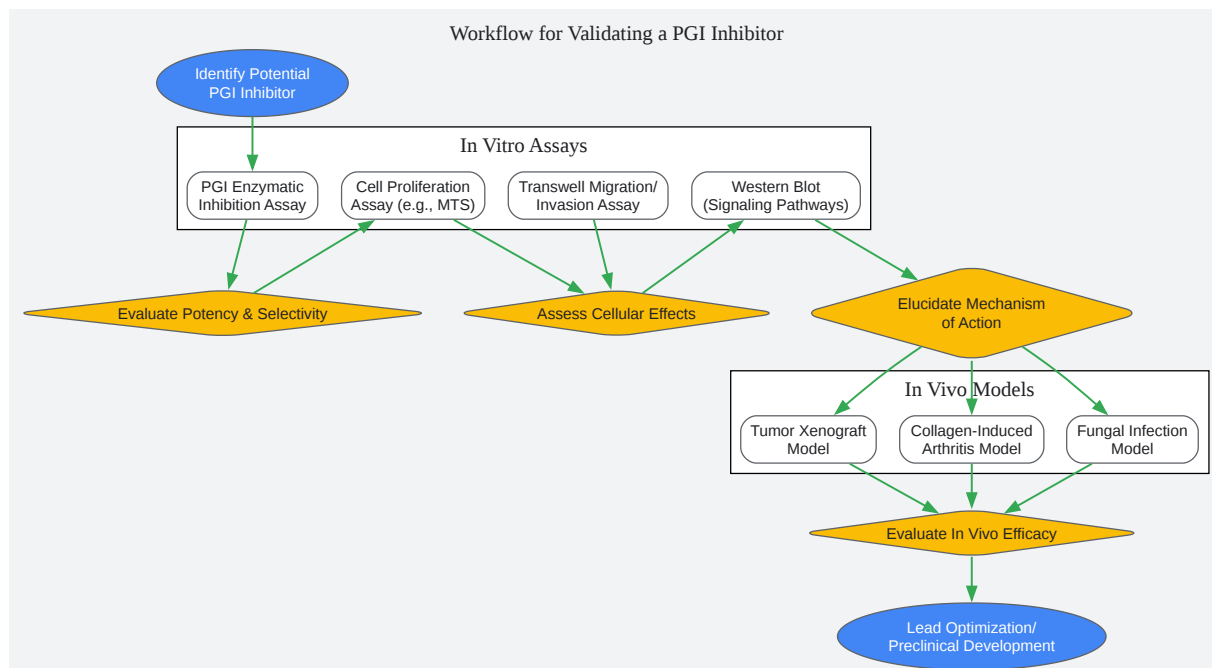 Workflow for Validating a PGI Inhibitor
Identify Potential
PGI Inhibitor
In Vitro Assays
PGI Enzymatic
Inhibition Assay
Cell Proliferation
Assay (e.g., MTS)
Transwell Migration/
Invasion Assay
Western Blot
(Signaling Pathways)
Evaluate Potency & Selectivity
Assess Cellular Effects
Elucidate Mechanism
of Action
In Vivo Models
Tumor Xenograft
Model
Collagen-Induced
Arthritis Model
Fungal Infection
Model
Evaluate In Vivo Efficacy
Lead Optimization/
Preclinical Development